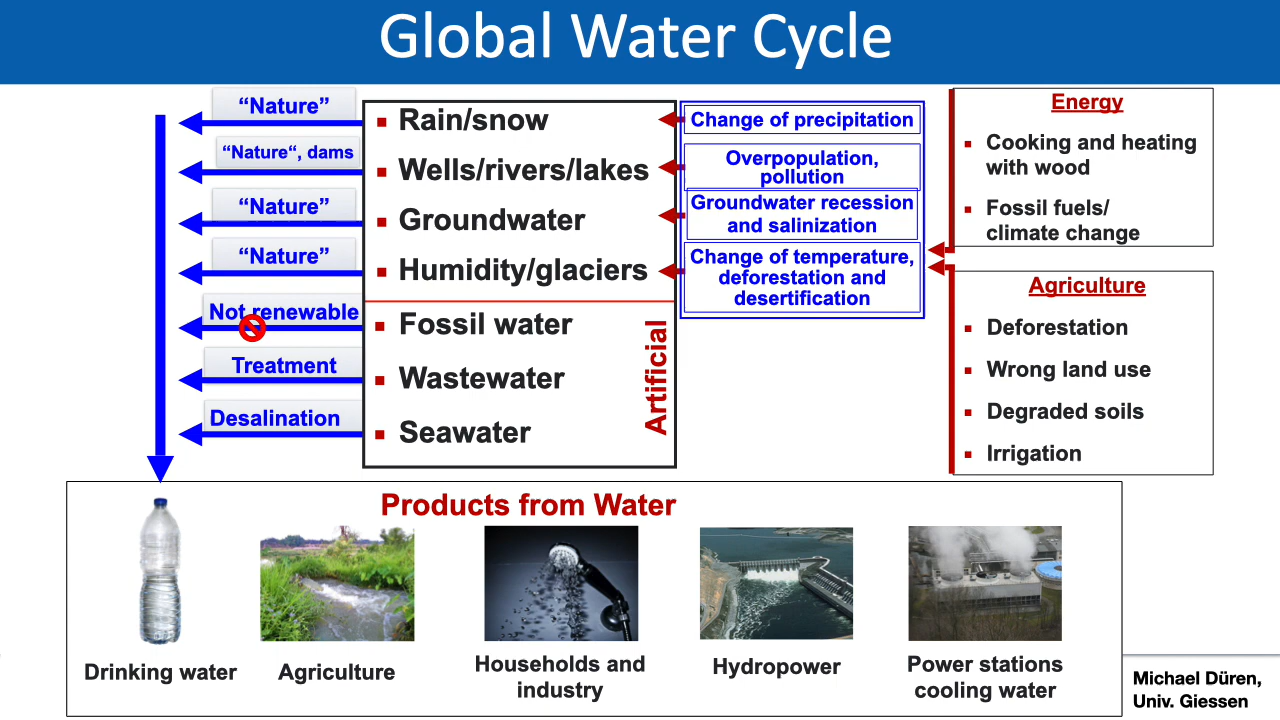 Global Water Cycle
“Nature”
“Nature“, dams
“Nature”
“Nature”
Not renewable
Treatment
Desalination
Rain/snow
Wells/rivers/lakes
Groundwater
Humidity/glaciers
Fossil water
Wastewater
Seawater
Artificial
Change of precipitation
Overpopulation,
pollution
Groundwater recession
and salinization
Change of temperature,
deforestation and
desertification
Energy
Cooking and heating
with wood
Fossil fuels/
climate change
Agriculture
Deforestation
Wrong land use
Degraded soils
Irrigation
Products from Water
Drinking water
Agriculture
Households and
industry
Hydropower
Power stations
cooling water
Michael Düren,
Univ. Giessen